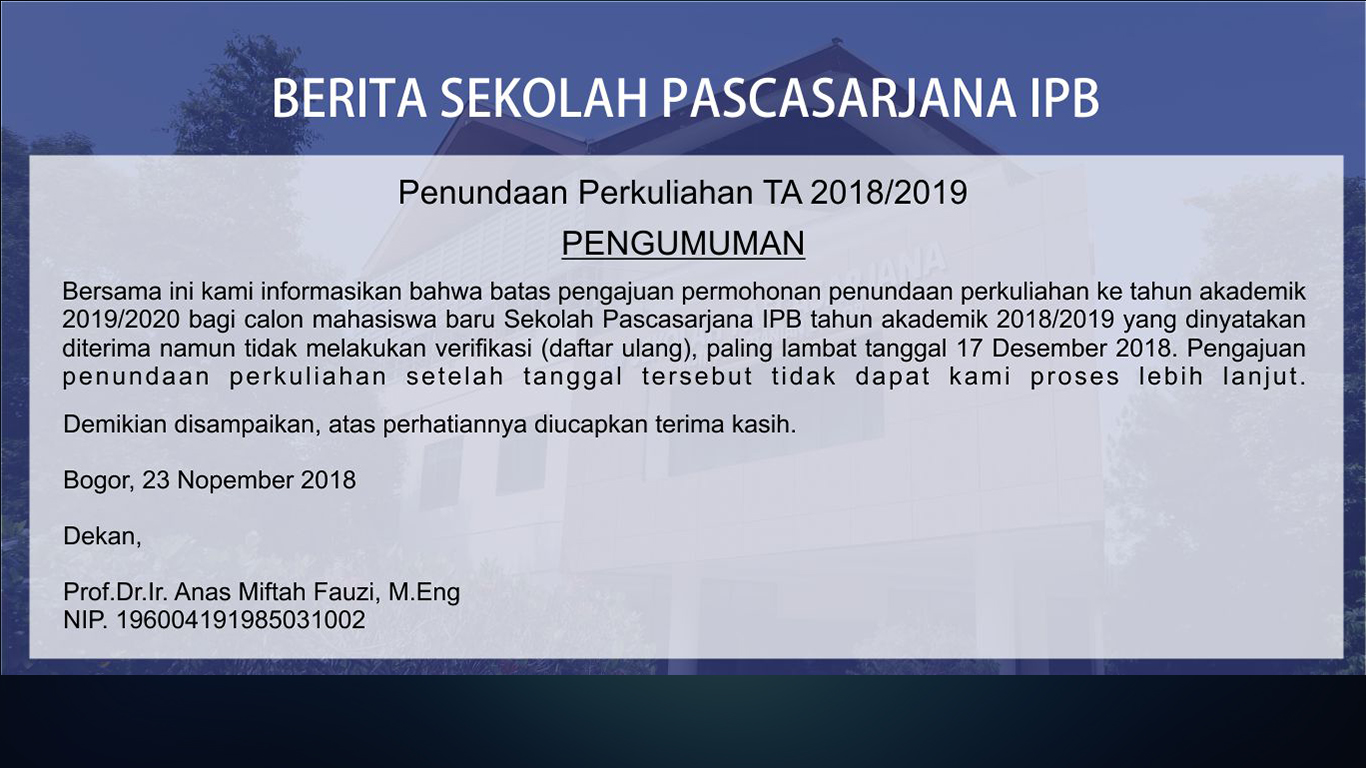 BERITA SEKOLAH PASCASARJANA IPB
Penundaan Perkuliahan TA 2018/2019
PENGUMUMAN
Bersama ini kami informasikan bahwa batas pengajuan permohonan penundaan perkuliahan ke tahun akademik
2019/2020 bagi calon mahasiswa baru Sekolah Pascasarjana IPB tahun akademik 2018/2019 yang dinyatakan
diterima namun tidak melakukan verifikasi (daftar ulang), paling lambat tanggal 17 Desember 2018. Pengajuan
penundaan perkuliahan setelah tanggal tersebut tidak dapat kami proses lebih lanjut.
Demikian disampaikan, atas perhatiannya diucapkan terima kasih.
Bogor, 23 Nopember 2018
Dekan,
Prof.Dr.Ir. Anas Miftah Fauzi, M.Eng
NIP. 196004191985031002